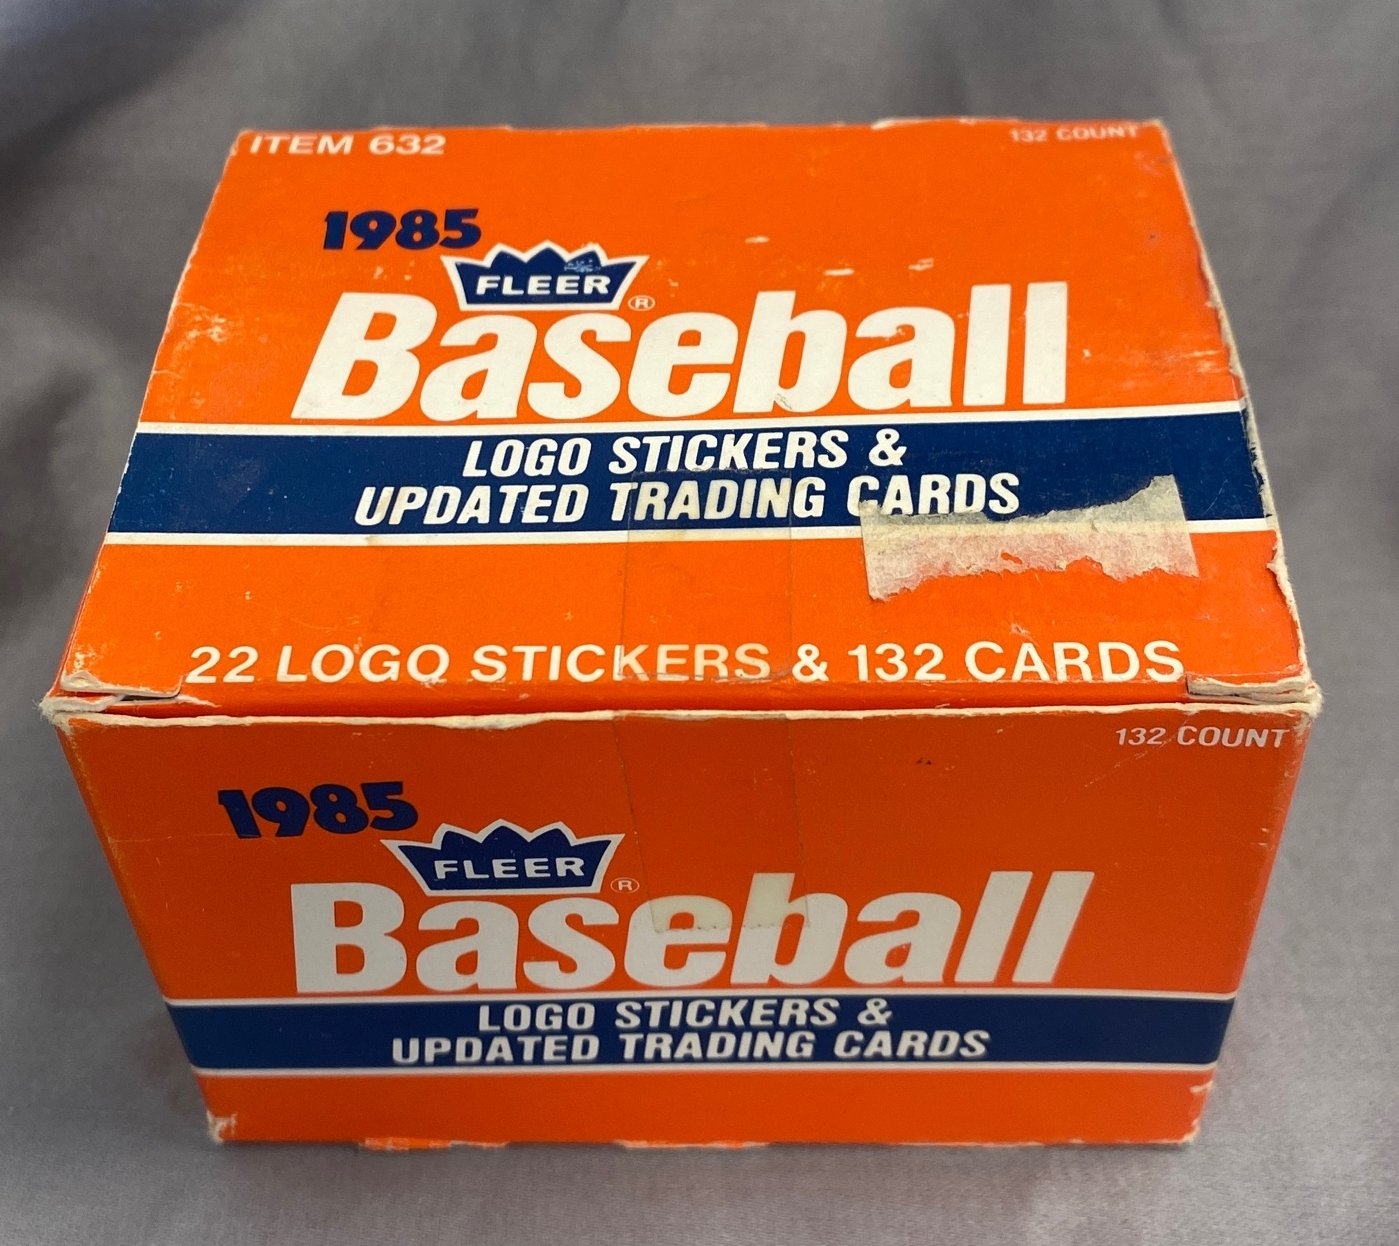 ITEM 632
132 COUNT
1985
FLEER®
Baseball
LOGO STICKERS &
UPDATED TRADING CARDS
22 LOGO STICKERS & 132 CARDS
132 COUNT
1985
FLEER®
Baseball
LOGO STICKERS &
UPDATED TRADING CARDS